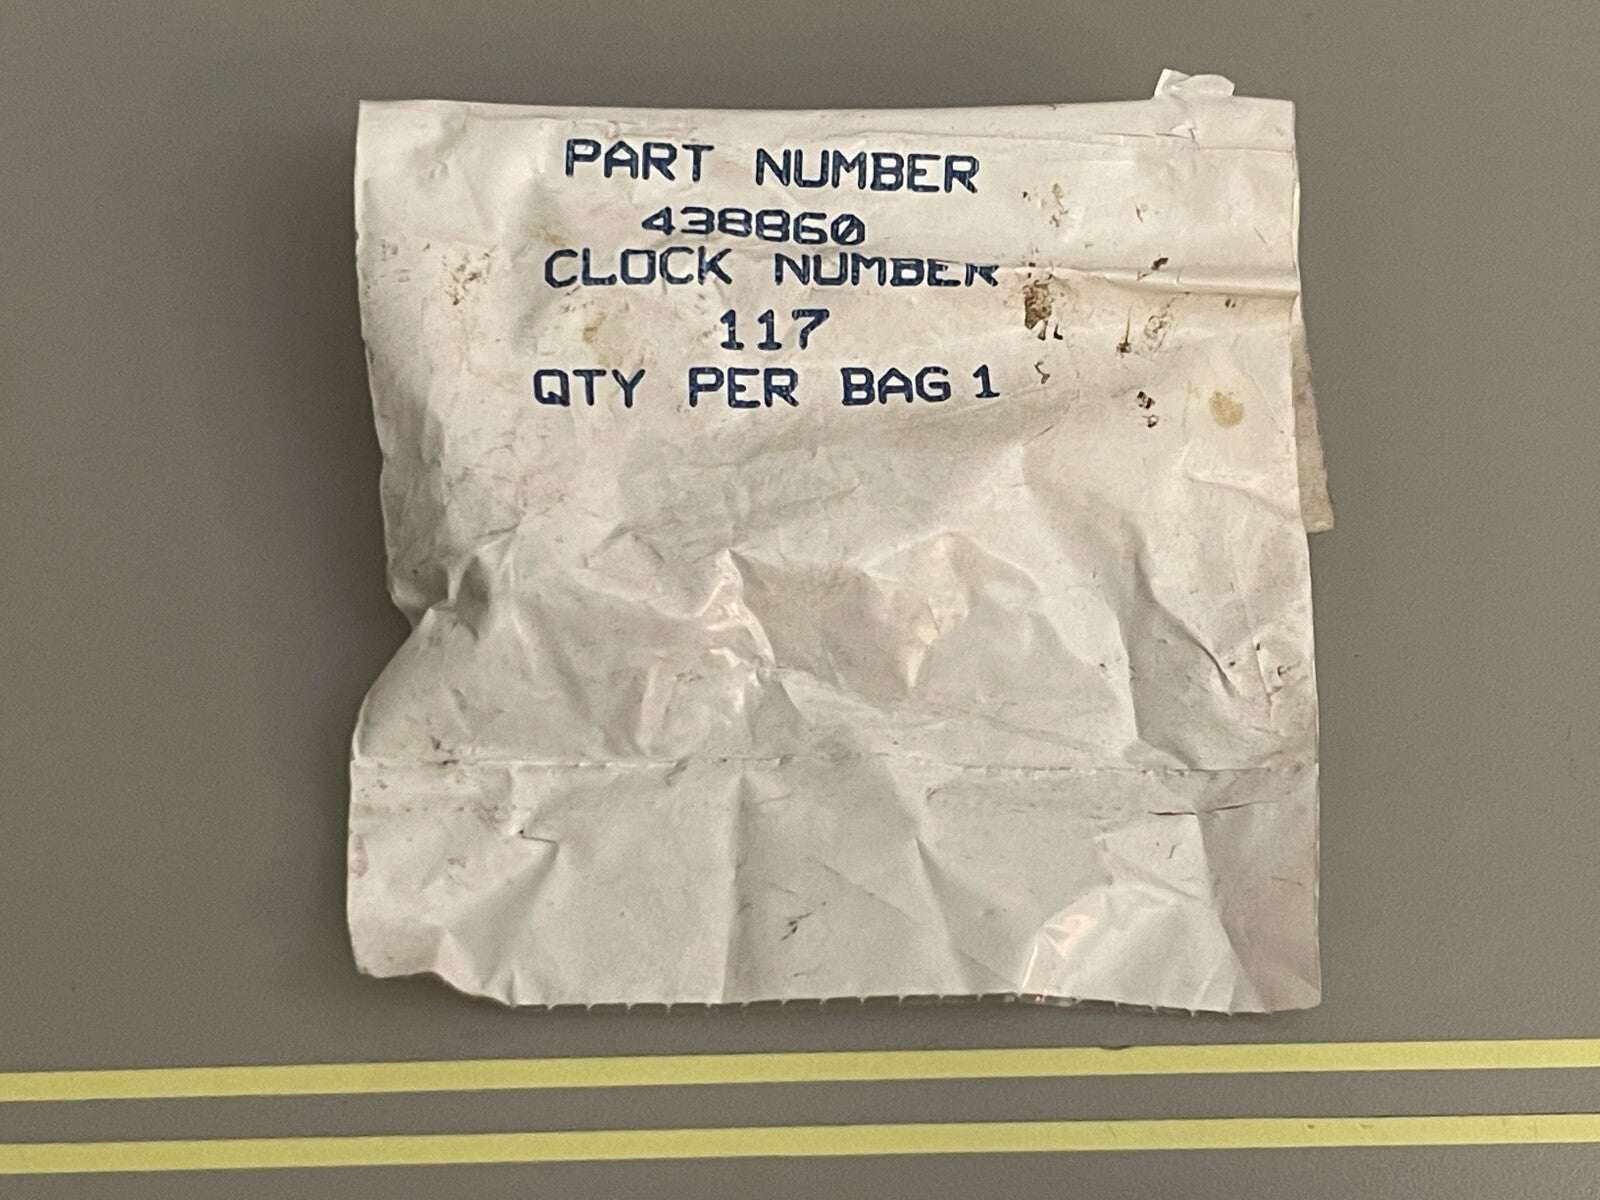 PART NUMBER
438860
CLOCK NUMBER
117
QTY PER BAG 1